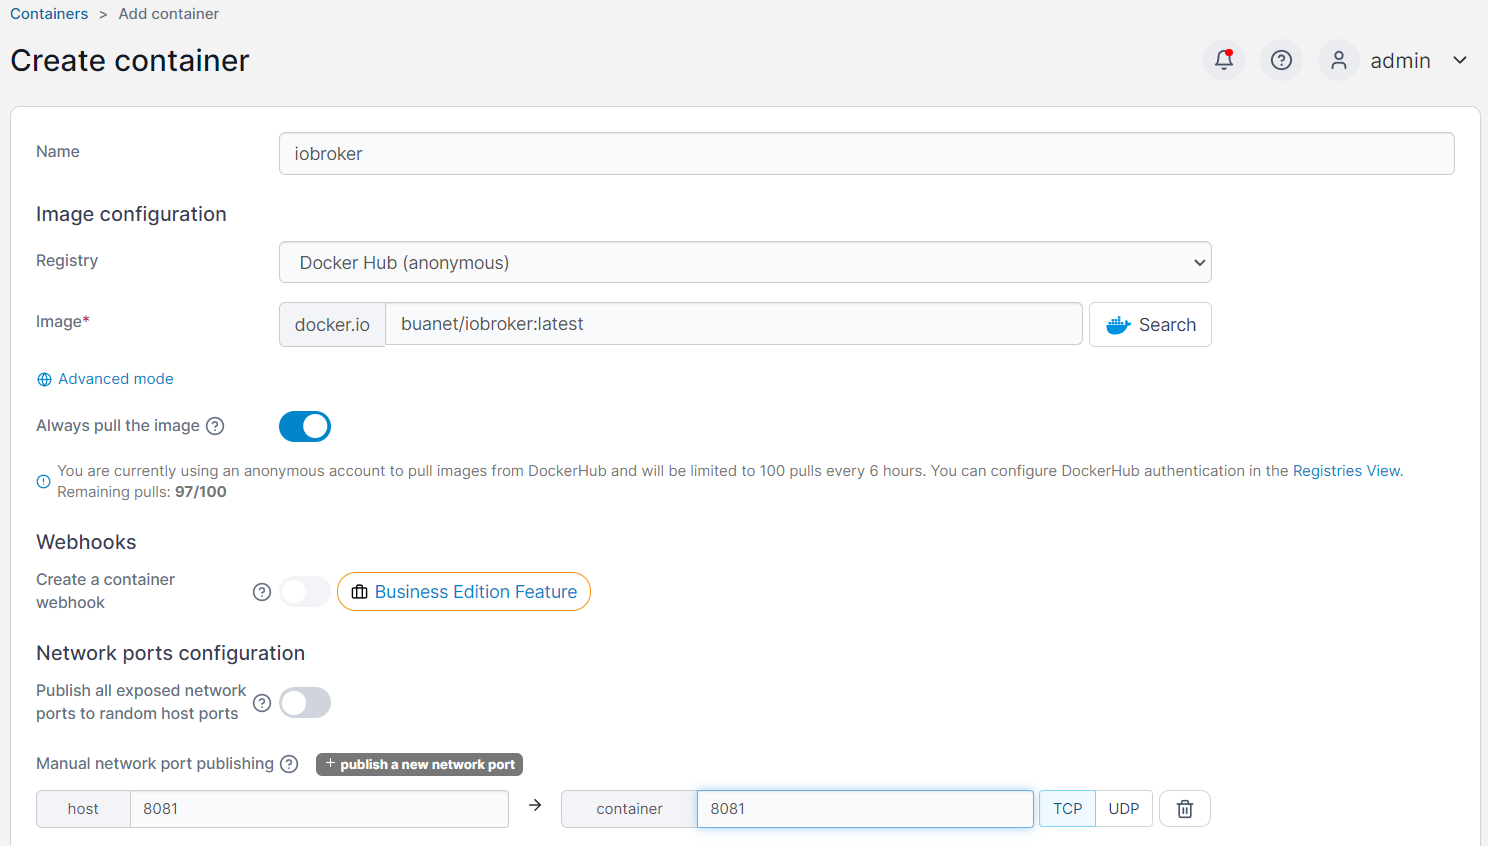 Containers > Add container
Create container
admin
Name
iobroker
Image configuration
Registry
Docker Hub (anonymous)
Image*
docker.io
buanet/iobroker:latest
Search
Advanced mode
Always pull the image
You are currently using an anonymous account to pull images from DockerHub and will be limited to 100 pulls every 6 hours. You can configure DockerHub authentication in the Registries View.
Remaining pulls: 97/100
Webhooks
Create a container
webhook
Business Edition Feature
Network ports configuration
Publish all exposed network
ports to random host ports
Manual network port publishing
+ publish a new network port
host
8081
→
container
8081
TCP
UDP